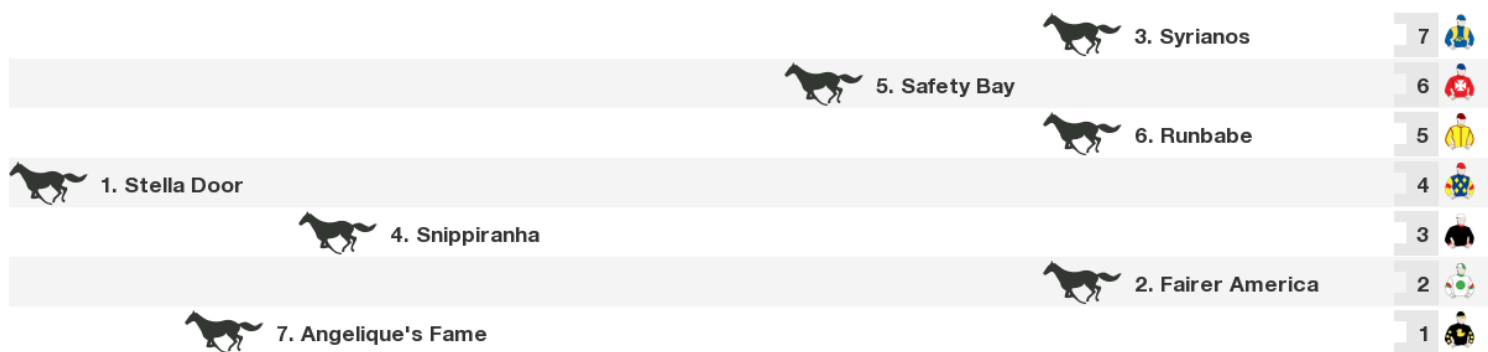 3. Syrianos 7
5. Safety Bay 6
6. Runbabe 5
1. Stella Door 4
4. Snippiranha 3
2. Fairer America 2
7. Angelique's Fame 1